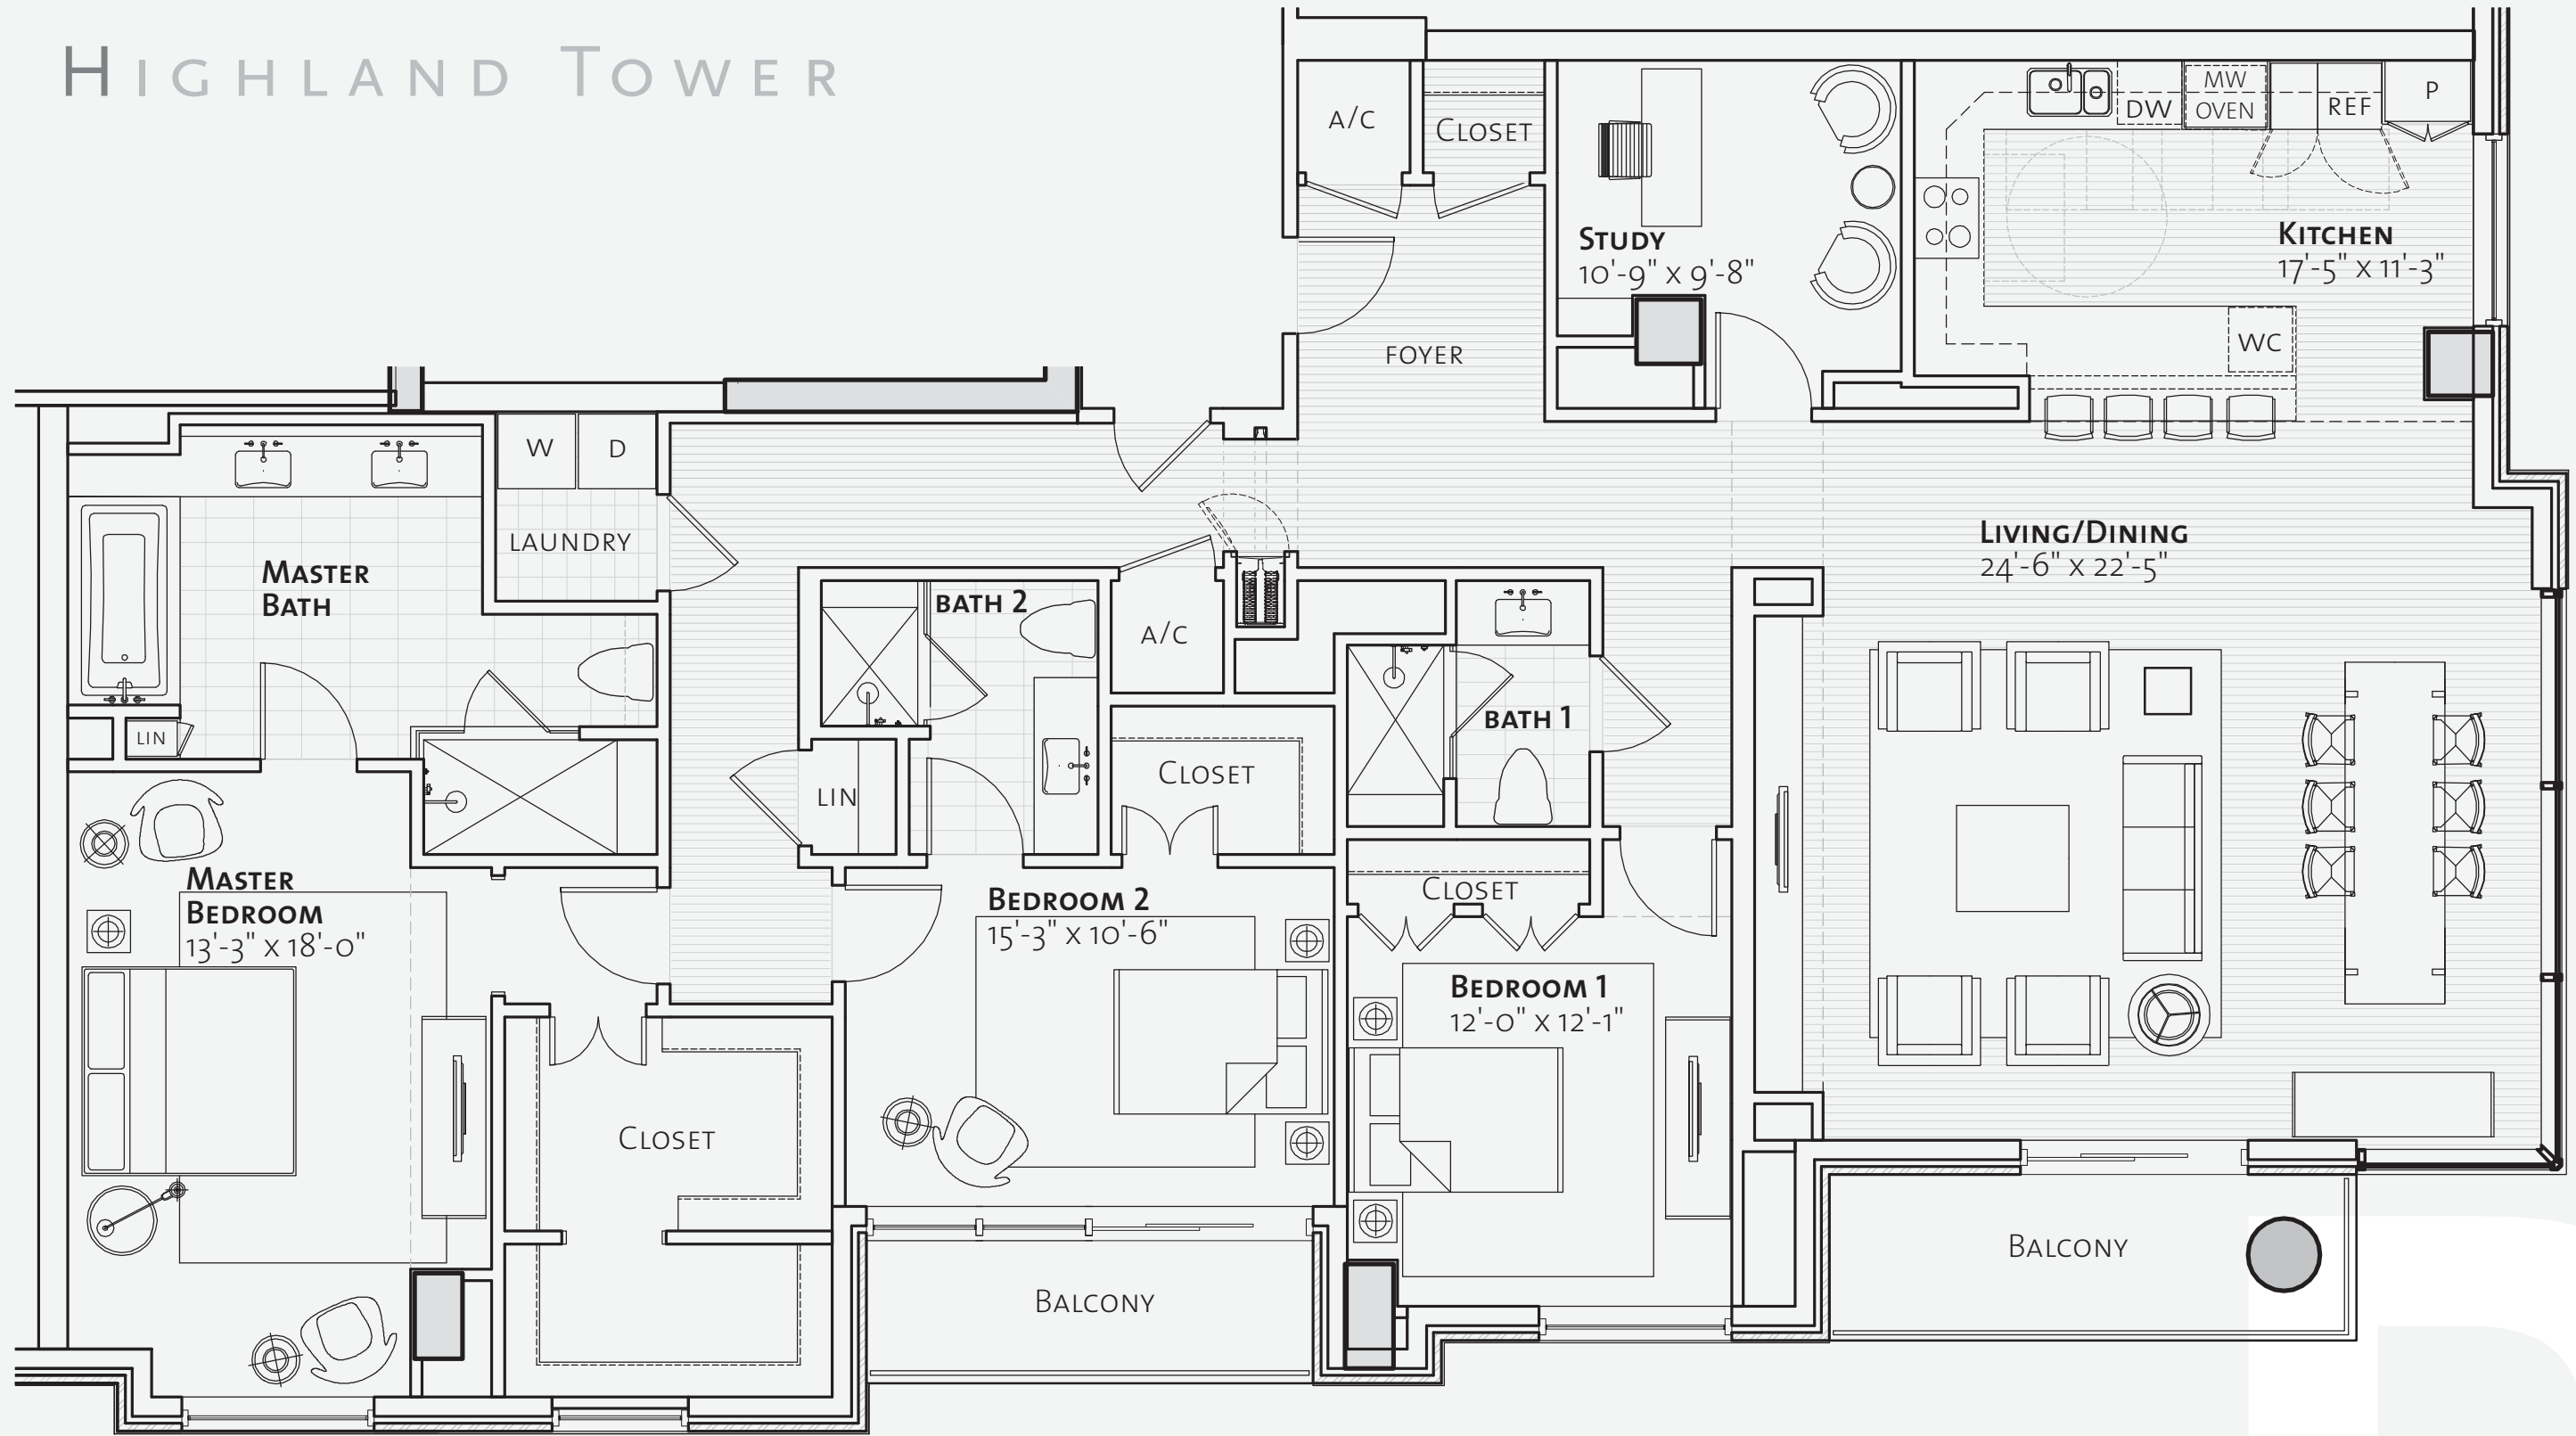 Highland Tower
A/C
Closet
Study
10'-9" x 9'-8"
DW
MW
OVEN
REF
P
Kitchen
17'-5" x 11'-3"
WC
FOYER
W
D
LAUNDRY
Master
Bath
LIN
BATH 2
A/C
BATH 1
Living/Dining
24'-6" x 22'-5"
LIN
Closet
Closet
Master
Bedroom
13'-3" x 18'-0"
Bedroom 2
15'-3" x 10'-6"
Bedroom 1
12'-0" x 12'-1"
Closet
Balcony
Balcony